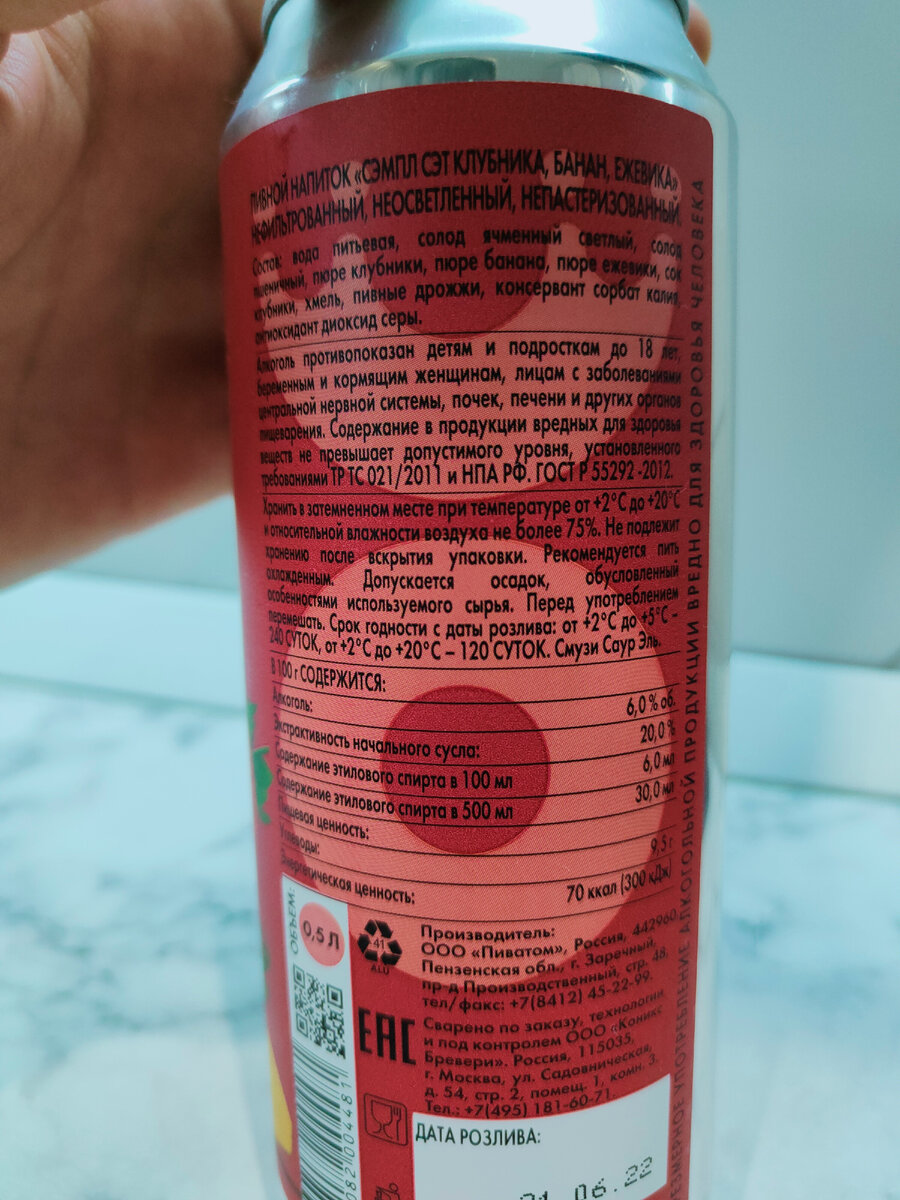 ПИВНОЙ НАПИТОК «СЭМПЛ СЭТ КЛУБНИКА, БАНАН, ЕЖЕВИКА»
НЕФИЛЬТРОВАННЫЙ, НЕОСВЕТЛЕННЫЙ, НЕПАСТЕРИЗОВАННЫЙ.
Состав: вода питьевая, солод ячменный светлый, солод
пшеничный, пюре клубники, пюре банана, пюре ежевики, сок
клубники, хмель, пивные дрожжи, консервант сорбат калия,
антиоксидант диоксид серы.
Алкоголь противопоказан детям и подросткам до 18 лет,
беременным и кормящим женщинам, лицам с заболеваниями
центральной нервной системы, почек, печени и других органов
пищеварения. Содержание в продукции вредных для здоровья
веществ не превышает допустимого уровня, установленного
требованиями ТР ТС 021/2011 и НПА РФ. ГОСТ Р 55292 -2012.
Хранить в затемненном месте при температуре от +2°С до +20°С
и относительной влажности воздуха не более 75%. Не подлежит
хранению после вскрытия упаковки. Рекомендуется пить
охлажденным. Допускается осадок, обусловленный
особенностями используемого сырья. Перед употреблением
перемешать. Срок годности с даты розлива: от +2°С до +5°С –
240 СУТОК, от +2°С до +20°С – 120 СУТОК. Смузи Саур Эль.
В 100 г СОДЕРЖИТСЯ:
Алкоголь: 6,0 % об.
Экстрактивность начального сусла: 20,0 %
Содержание этилового спирта в 100 мл 6,0 мл
Содержание этилового спирта в 500 мл 30,0 мл
Пищевая ценность:
Углеводы: 9,5 г
Энергетическая ценность: 70 ккал (300 кДж)
ОБЪЕМ:
0,5 Л
41
ALU
Производитель:
ООО «Пиватом», Россия, 442960,
Пензенская обл., г. Заречный,
пр-д Производственный, стр. 48,
тел/факс: +7(8412) 45-22-99.
ЕАС
Сварено по заказу, технологии
и под контролем ООО «Коникс
Бревери». Россия, 115035,
г. Москва, ул. Садовническая,
д. 54, стр. 2, помещ. 1, комн. 3.
Тел.: +7(495) 181-60-71.
ДАТА РОЗЛИВА:
06.22
УПОТРЕБЛЕНИЕ АЛКОГОЛЬНОЙ ПРОДУКЦИИ ВРЕДНО ДЛЯ ЗДОРОВЬЯ ЧЕЛОВЕКА